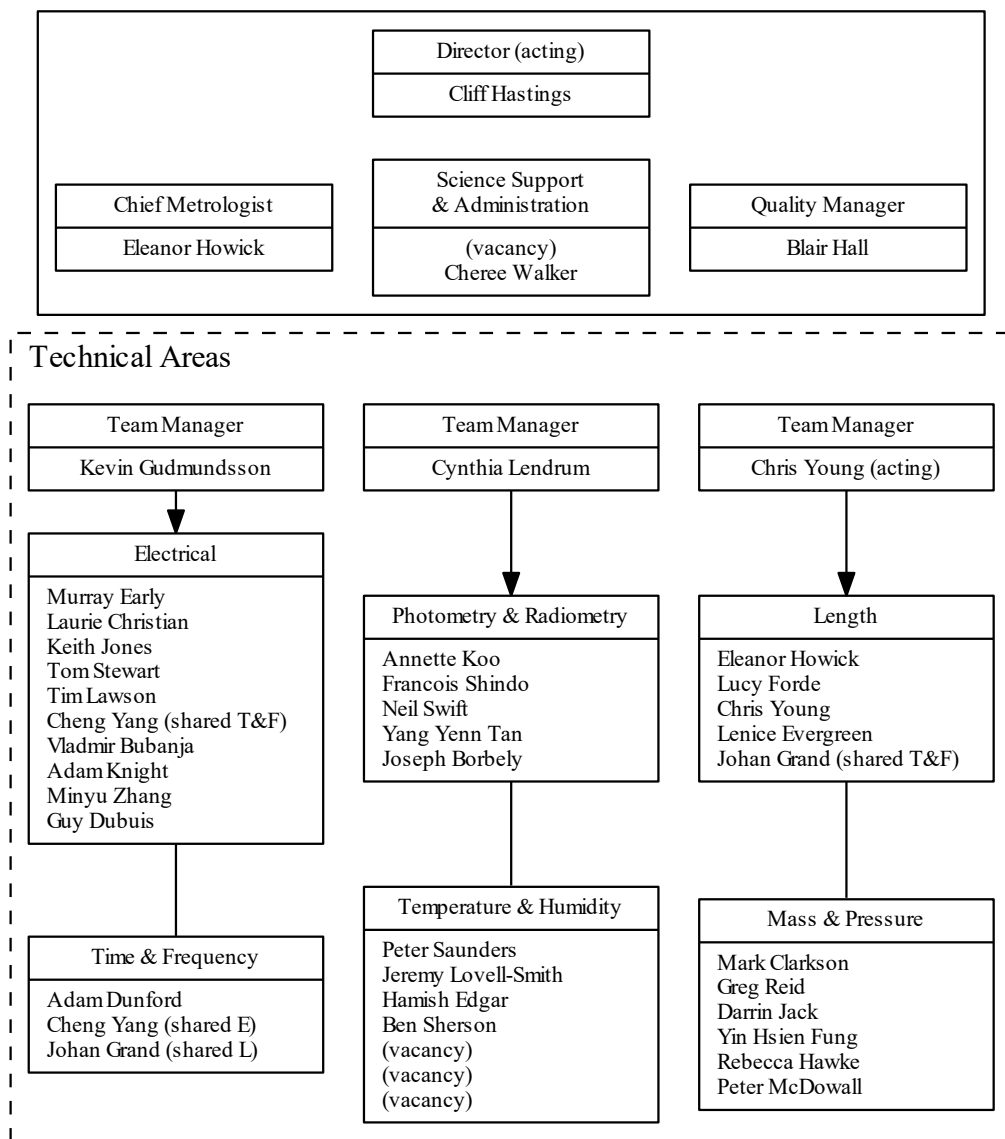 Director (acting)
Cliff Hastings
Chief Metrologist
Eleanor Howick
Science Support
& Administration
(vacancy)
Cheree Walker
Quality Manager
Blair Hall
Technical Areas
Team Manager
Kevin Gudmundsson
Electrical
Murray Early
Laurie Christian
Keith Jones
Tom Stewart
Tim Lawson
Cheng Yang (shared T&F)
Vladmir Bubanja
Adam Knight
Minyu Zhang
Guy Dubuis
Time & Frequency
Adam Dunford
Cheng Yang (shared E)
Johan Grand (shared L)
Team Manager
Cynthia Lendrum
Photometry & Radiometry
Annette Koo
Francois Shindo
Neil Swift
Yang Yenn Tan
Joseph Borbely
Temperature & Humidity
Peter Saunders
Jeremy Lovell-Smith
Hamish Edgar
Ben Sherson
(vacancy)
(vacancy)
(vacancy)
Team Manager
Chris Young (acting)
Length
Eleanor Howick
Lucy Forde
Chris Young
Lenice Evergreen
Johan Grand (shared T&F)
Mass & Pressure
Mark Clarkson
Greg Reid
Darrin Jack
Yin Hsien Fung
Rebecca Hawke
Peter McDowall